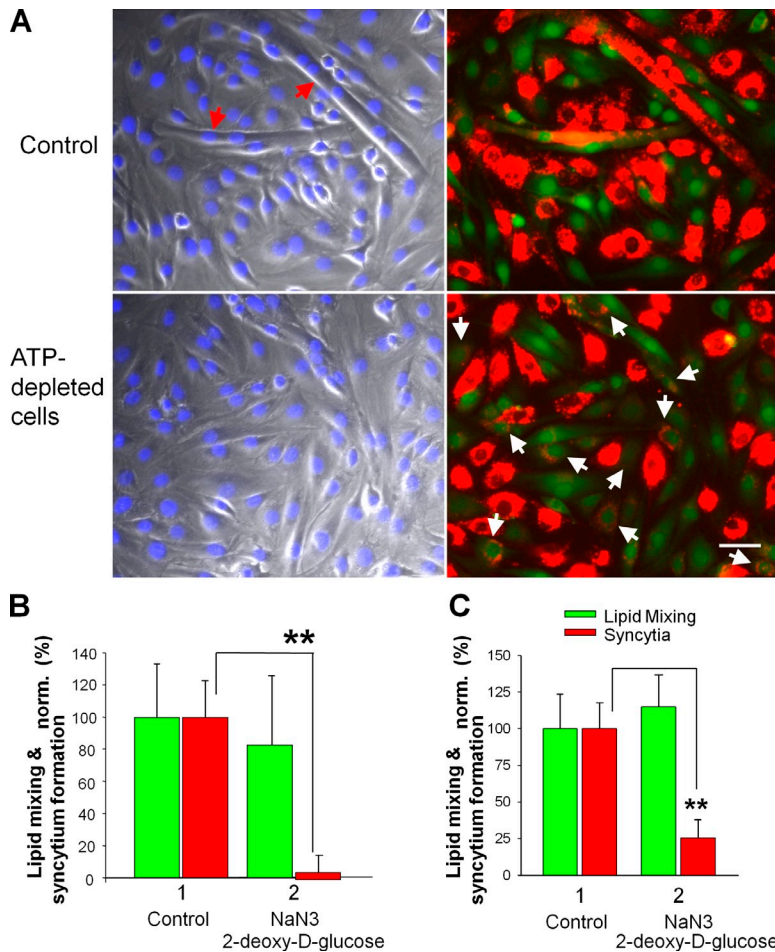 A
Control
ATP-
depleted
cells
B
Lipid mixing & norm. (%)
syncytium formation
140
120
100
80
60
40
20
0
**
1
2
Control
NaN3
2-deoxy-D-glucose
C
Lipid Mixing
Syncytia
Lipid mixing & norm. (%)
syncytium formation
150
125
100
75
50
25
0
**
1
2
Control
NaN3
2-deoxy-D-glucose